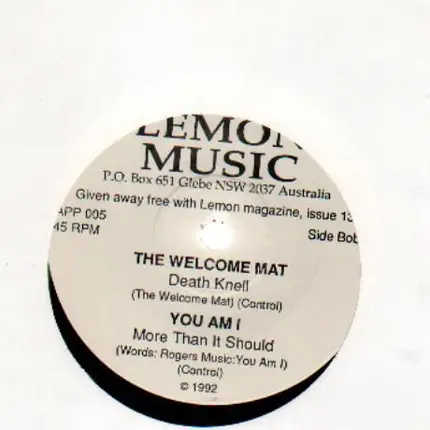 LEMON
MUSIC
P.O. Box 651 Glebe NSW 2037 Australia
Given away free with Lemon magazine, issue 13
APP 005
45 RPM
Side Bob
THE WELCOME MAT
Death Knell
(The Welcome Mat) (Control)
YOU AM I
More Than It Should
(Words: Rogers Music:You Am I)
(Control)
© 1992